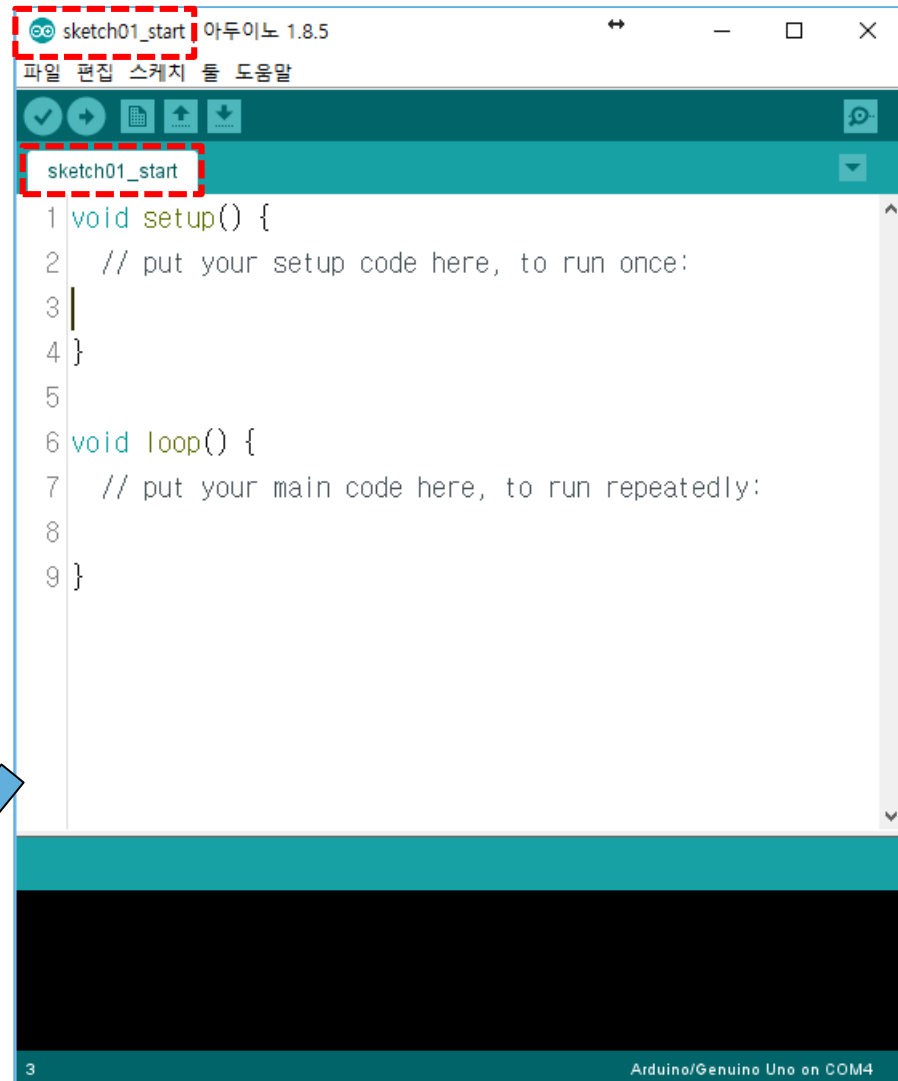 sketch01_start 아두이노 1.8.5
파일 편집 스케치 툴 도움말
sketch01_start
1 void setup() {
2 // put your setup code here, to run once:
3
4 }
5
6 void loop() {
7 // put your main code here, to run repeatedly:
8
9 }
3 Arduino/Genuino Uno on COM4